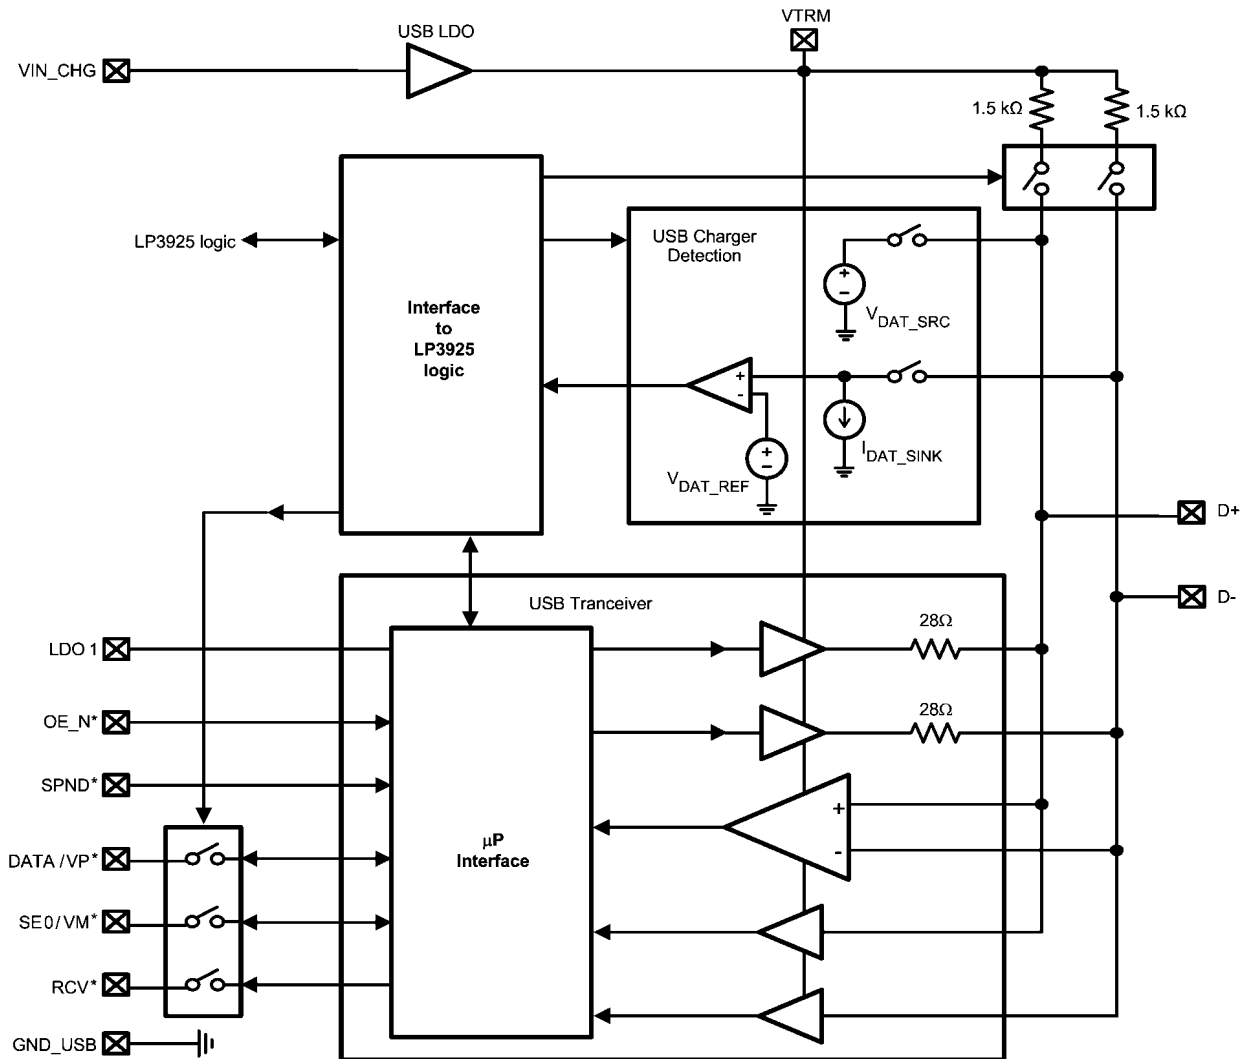 VTRM
USB LDO
VIN_CHG
1.5 kΩ
1.5 kΩ
LP3925 logic
Interface
to
LP3925
logic
USB Charger
Detection
+
-
VDAT_SRC
+
-
+
-
IDAT_SINK
VDAT_REF
D+
D-
USB Tranceiver
28Ω
LDO 1
28Ω
OE_N*
SPND*
+
-
μP
Interface
DATA /VP*
SE0/VM*
RCV*
GND_USB